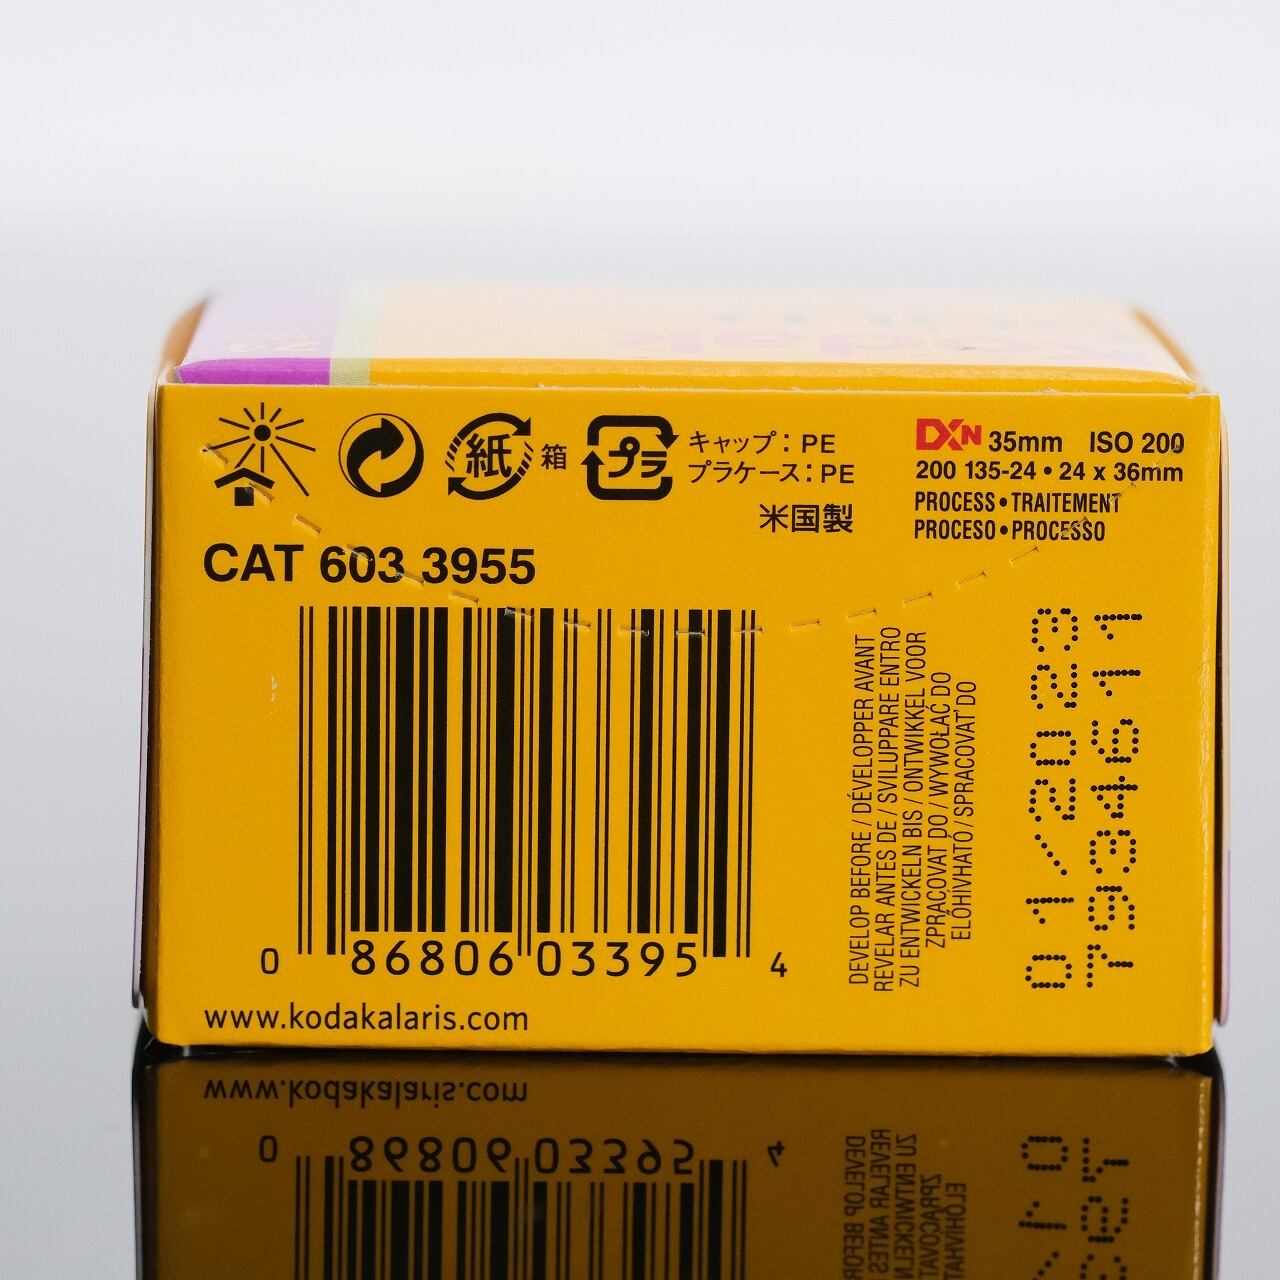 紙 箱
プラ
キャップ : PE
プラケース : PE
米国製
DXN 35mm ISO 200
200 135-24 • 24 x 36mm
PROCESS • TRAITEMENT
PROCESO • PROCESSO
CAT 603 3955
0 86806 03395 4
www.kodakalaris.com
DEVELOP BEFORE / DÉVELOPPER AVANT
REVELAR ANTES DE / SVILUPPARE ENTRO
ZU ENTWICKELN BIS / ONTWIKKEL VOOR
ZPRACOVAT DO / WYWOŁAĆ DO
ELŐHÍVHATÓ / SPRACOVAŤ DO
01/2023
7934611